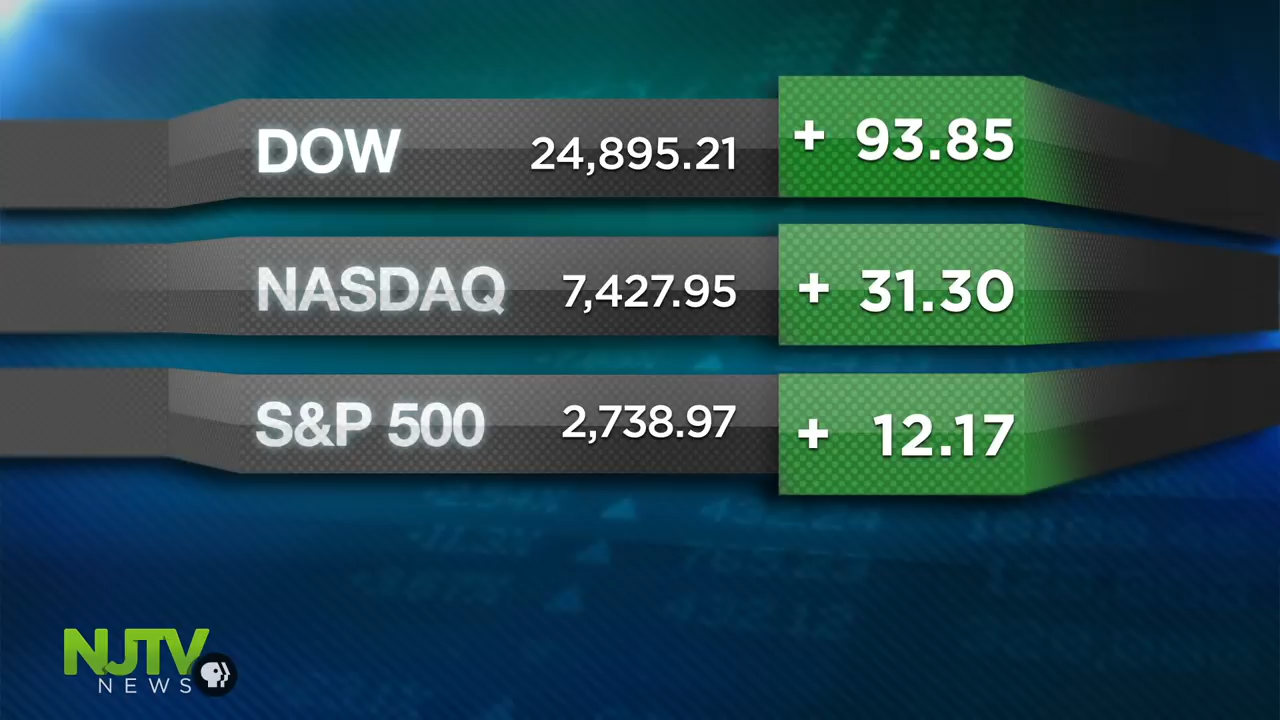 DOW 24,895.21 + 93.85
NASDAQ 7,427.95 + 31.30
S&P 500 2,738.97 + 12.17
NJTV
NEWS